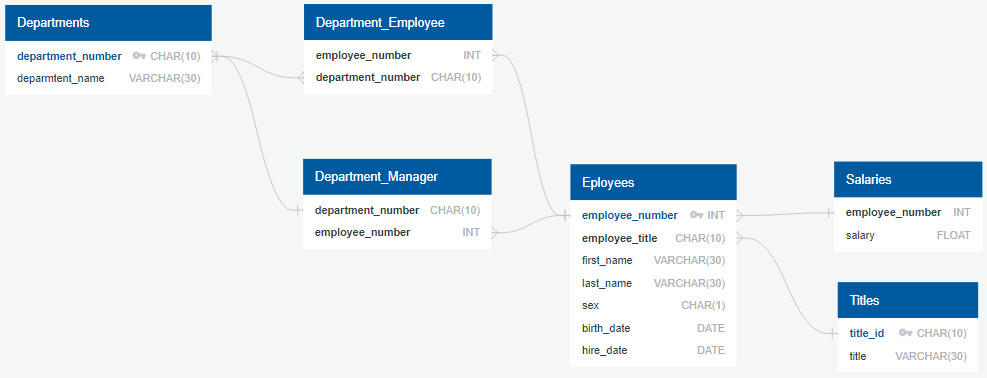 Departments
department_number CHAR(10)
deparmtent_name VARCHAR(30)
Department_Employee
employee_number INT
department_number CHAR(10)
Department_Manager
department_number CHAR(10)
employee_number INT
Eployees
employee_number INT
employee_title CHAR(10)
first_name VARCHAR(30)
last_name VARCHAR(30)
sex CHAR(1)
birth_date DATE
hire_date DATE
Salaries
employee_number INT
salary FLOAT
Titles
title_id CHAR(10)
title VARCHAR(30)